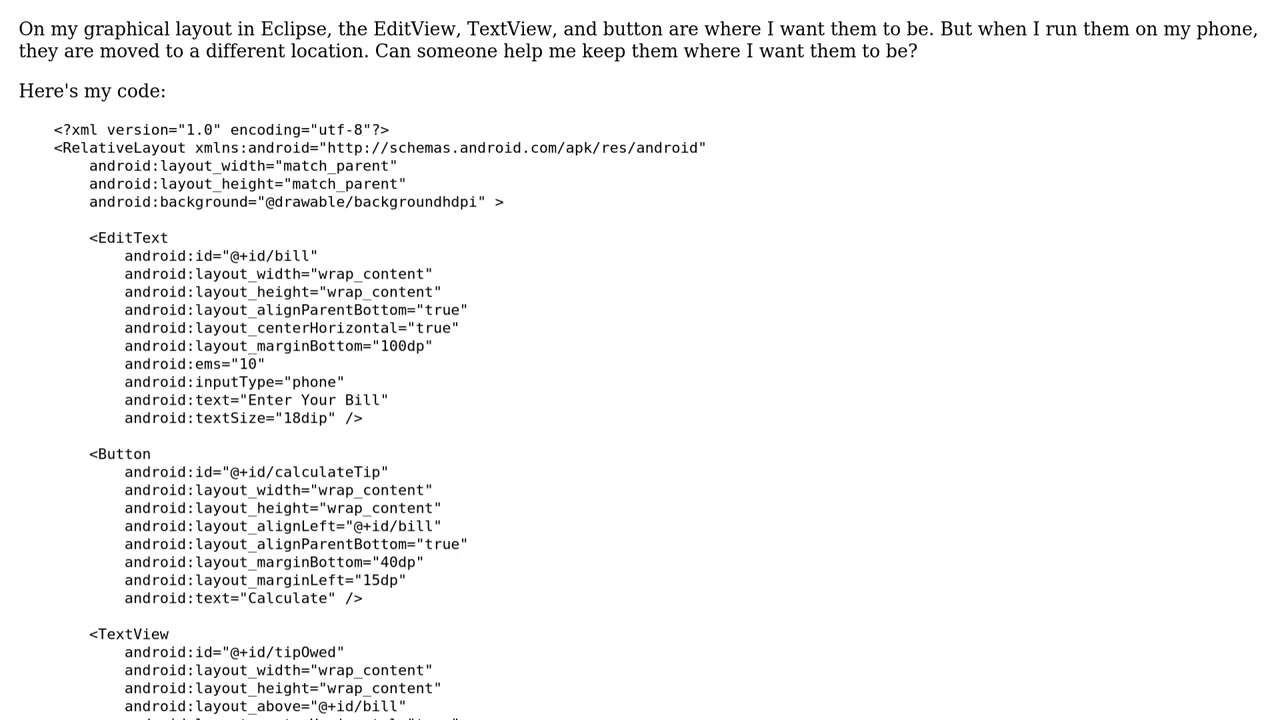 On my graphical layout in Eclipse, the EditView, TextView, and button are where I want them to be. But when I run them on my phone,
they are moved to a different location. Can someone help me keep them where I want them to be?
Here's my code:
<?xml version="1.0" encoding="utf-8"?>
<RelativeLayout xmlns:android="http://schemas.android.com/apk/res/android"
    android:layout_width="match_parent"
    android:layout_height="match_parent"
    android:background="@drawable/backgroundhdpi" >
    <EditText
        android:id="@+id/bill"
        android:layout_width="wrap_content"
        android:layout_height="wrap_content"
        android:layout_alignParentBottom="true"
        android:layout_centerHorizontal="true"
        android:layout_marginBottom="100dp"
        android:ems="10"
        android:inputType="phone"
        android:text="Enter Your Bill"
        android:textSize="18dip" />
    <Button
        android:id="@+id/calculateTip"
        android:layout_width="wrap_content"
        android:layout_height="wrap_content"
        android:layout_alignLeft="@+id/bill"
        android:layout_alignParentBottom="true"
        android:layout_marginBottom="40dp"
        android:layout_marginLeft="15dp"
        android:text="Calculate" />
    <TextView
        android:id="@+id/tipOwed"
        android:layout_width="wrap_content"
        android:layout_height="wrap_content"
        android:layout_above="@+id/bill"